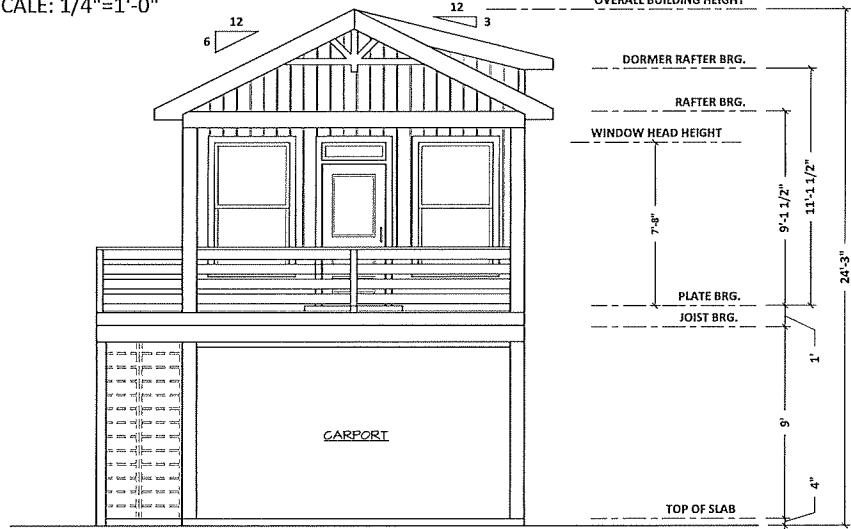 CALE: 1/4"=1'-0"
OVERALL BUILDING HEIGHT
12
6
12
3
DORMER RAFTER BRG.
RAFTER BRG.
WINDOW HEAD HEIGHT
7'-8"
9'-1 1/2"
11'-1 1/2"
24'-3"
PLATE BRG.
JOIST BRG.
1'
9'
CARPORT
4"
TOP OF SLAB